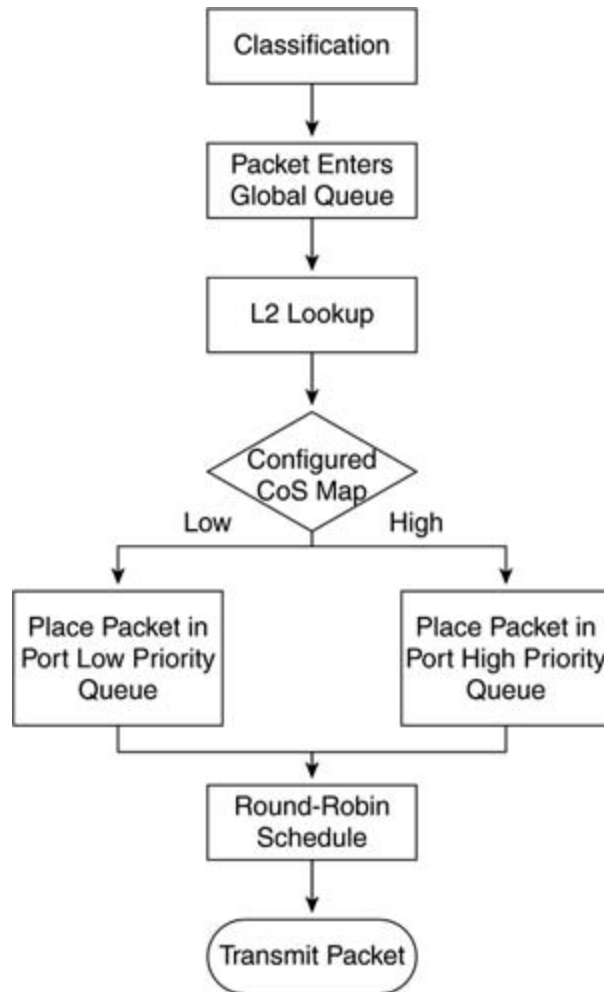 Classification
Packet Enters
Global Queue
L2 Lookup
Configured
CoS Map
Low
High
Place Packet in
Port Low Priority
Queue
Place Packet in
Port High Priority
Queue
Round-Robin
Schedule
Transmit Packet